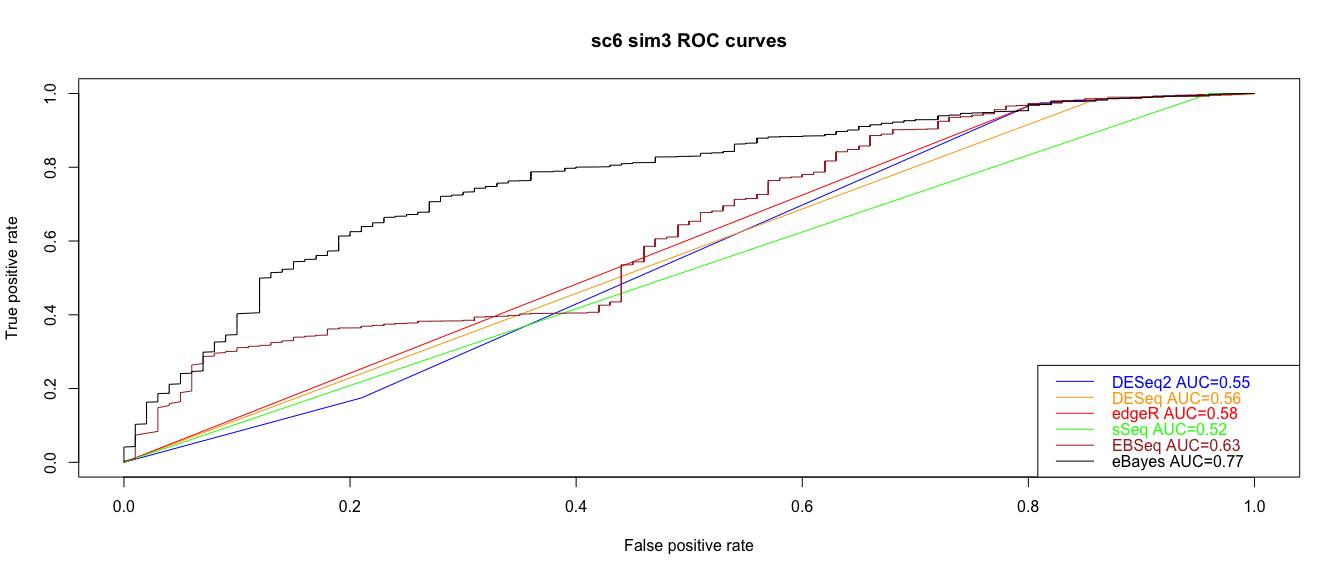 sc6 sim3 ROC curves
True positive rate
1.0
0.8
0.6
0.4
0.2
0.0
DESeq2 AUC=0.55
DESeq AUC=0.56
edgeR AUC=0.58
sSeq AUC=0.52
EBSeq AUC=0.63
eBayes AUC=0.77
0.0 0.2 0.4 0.6 0.8 1.0
False positive rate